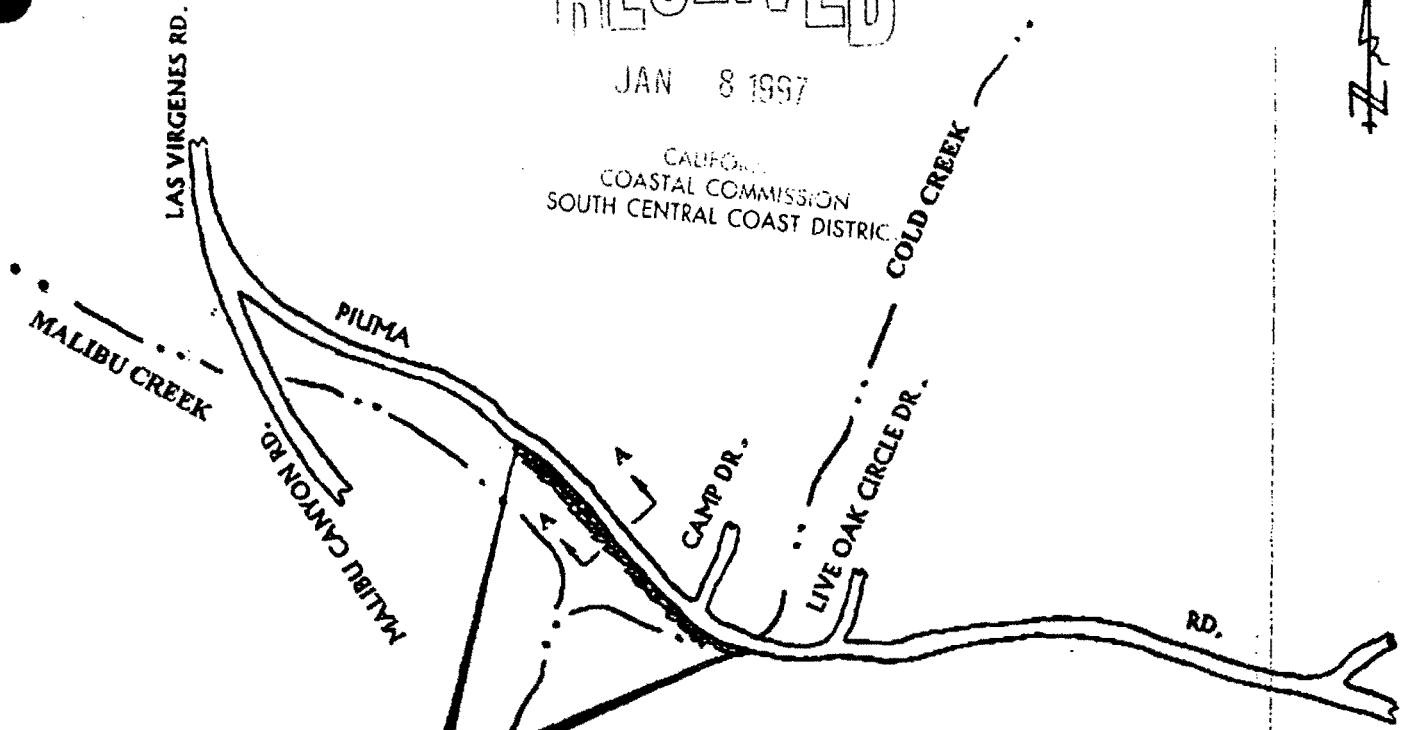 RECEIVED
JAN 8 1997
COASTAL COMMISSION
SOUTH CENTRAL COAST DISTRIC
LAS VIRGENES RD.
COLD CREEK
PIUMA
MALIBU CREEK
MALIBU CANYON RD.
A
A
CAMP DR.
LIVE OAK CIRCLE DR.
RD.
N